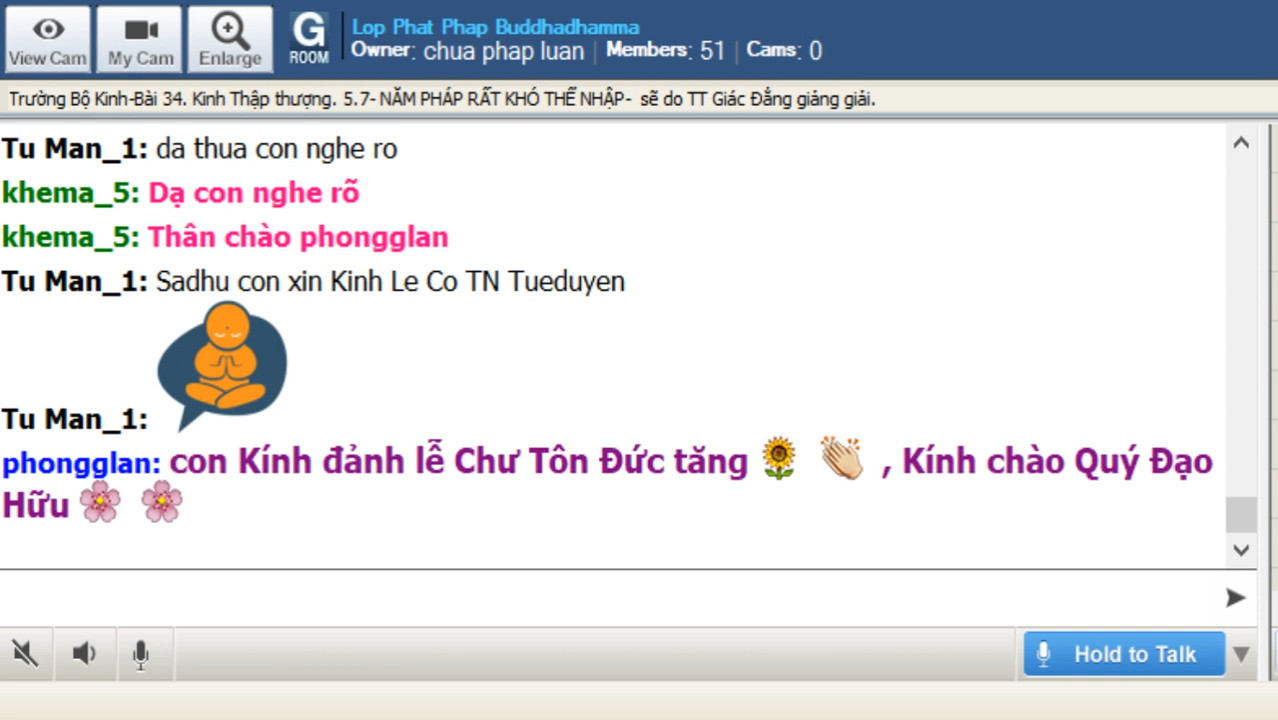 View Cam
My Cam
Enlarge
G ROOM
Lop Phat Phap Buddhadhamma
Owner: chua phap luan | Members: 51 | Cams: 0
Trường Bộ Kinh-Bài 34. Kinh Thập thượng. 5.7- NĂM PHÁP RẤT KHÓ THỂ NHẬP- sẽ do TT Giác Đẳng giảng giải.
Tu Man_1: da thua con nghe ro
khema_5: Dạ con nghe rõ
khema_5: Thân chào phongglan
Tu Man_1: Sadhu con xin Kinh Le Co TN Tueduyen
Tu Man_1:
phongglan: con Kính đảnh lễ Chư Tôn Đức tăng 🌻 👏 , Kính chào Quý Đạo
Hữu 🌸 🌸
Hold to Talk